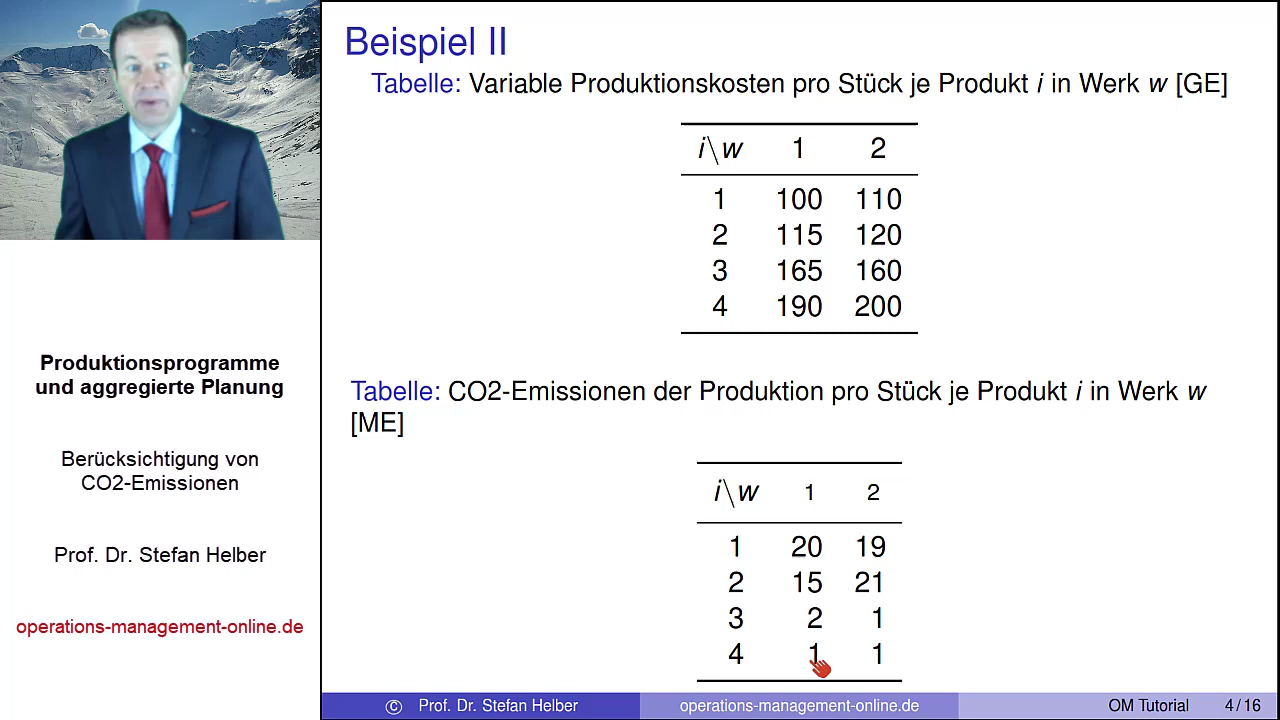 Beispiel II
Tabelle: Variable Produktionskosten pro Stück je Produkt i in Werk w [GE]
i\w 1 2
1 100 110
2 115 120
3 165 160
4 190 200
Tabelle: CO2-Emissionen der Produktion pro Stück je Produkt i in Werk w
[ME]
i\w 1 2
1 20 19
2 15 21
3 2 1
4 1 1
Produktionsprogramme
und aggregierte Planung
Berücksichtigung von
CO2-Emissionen
Prof. Dr. Stefan Helber
operations-management-online.de
© Prof. Dr. Stefan Helber operations-management-online.de OM Tutorial 4/16